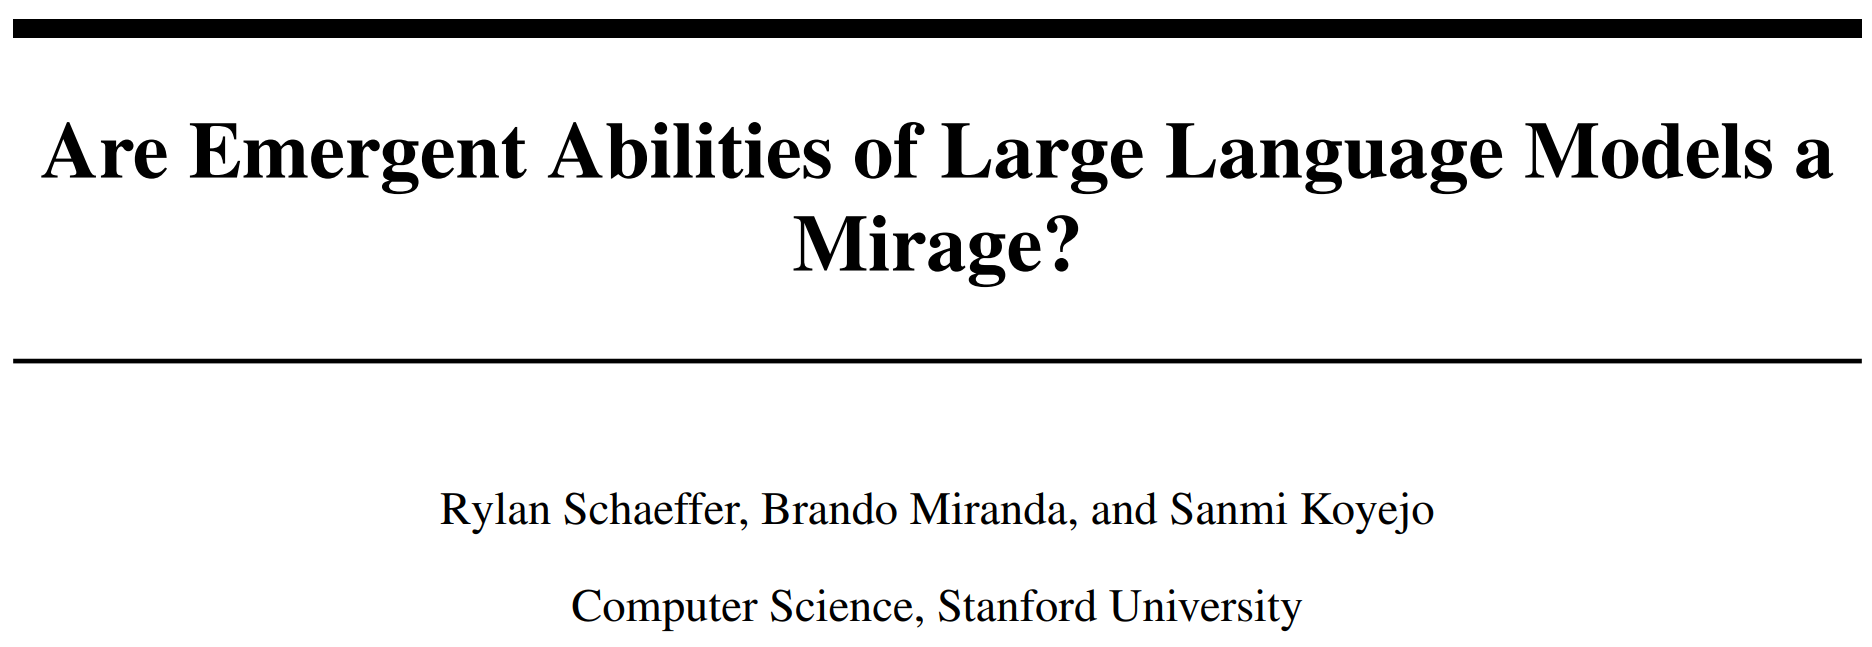 Are Emergent Abilities of Large Language Models a
Mirage?
Rylan Schaeffer, Brando Miranda, and Sanmi Koyejo
Computer Science, Stanford University